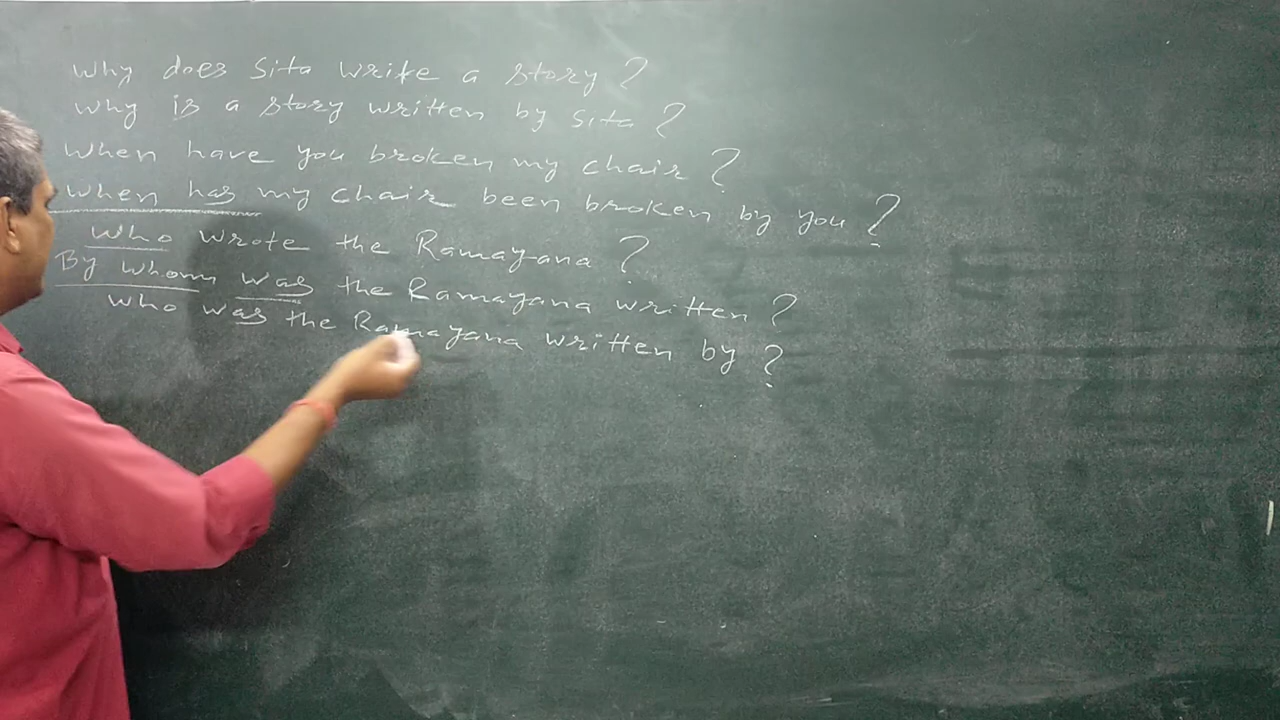 Why does Sita write a story?
Why is a story written by Sita?
When have you broken my chair?
When has my chair been broken by you?
Who wrote the Ramayana?
By whom was the Ramayana written?
Who was the Ramayana written by?